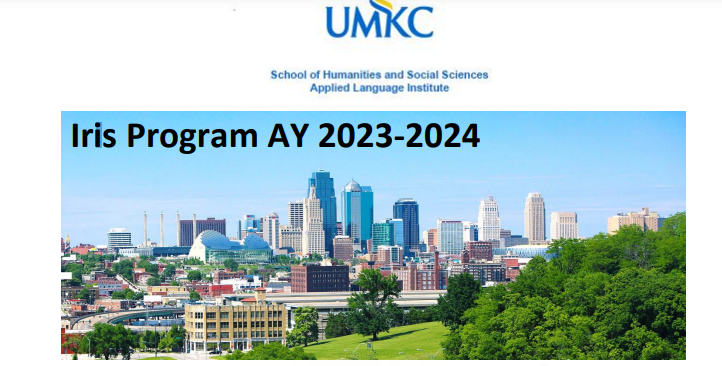 UMKC
School of Humanities and Social Sciences
Applied Language Institute
Iris Program AY 2023-2024